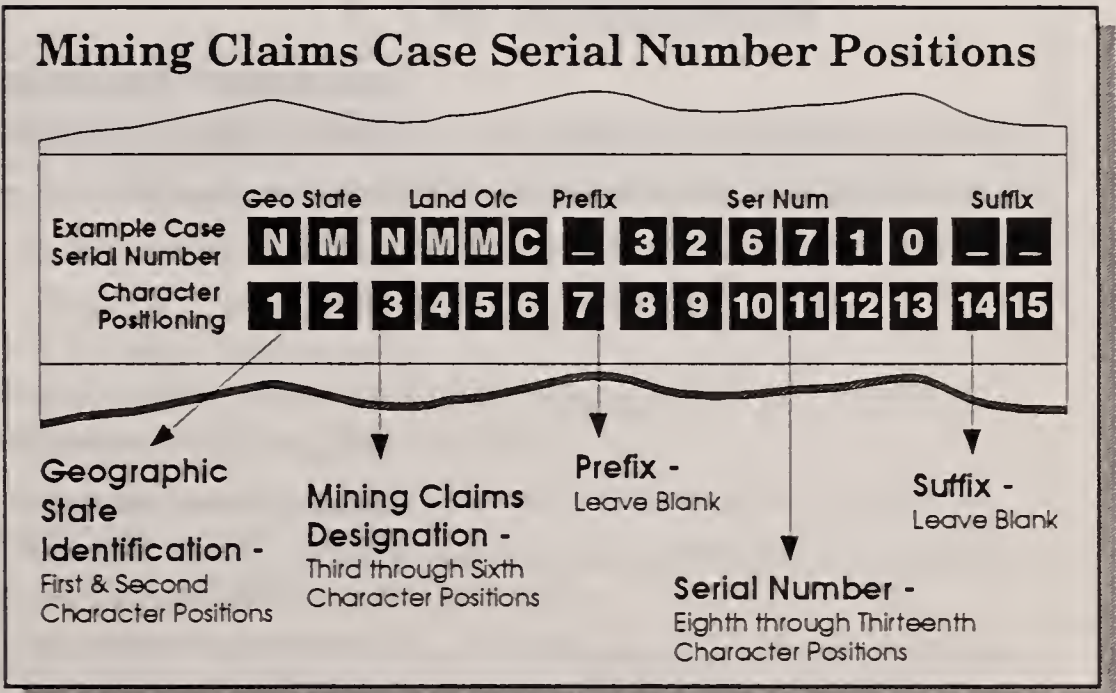 Mining Claims Case Serial Number Positions
Geo State Land Ofc Prefix Ser Num Suffix
Example Case
Serial Number
N M N M M C _ 3 2 6 7 1 0 _ _
Character
Positioning
1 2 3 4 5 6 7 8 9 10 11 12 13 14 15
Geographic
State
Identification -
First & Second
Character Positions
Mining Claims
Designation -
Third through Sixth
Character Positions
Prefix -
Leave Blank
Serial Number -
Eighth through Thirteenth
Character Positions
Suffix -
Leave Blank